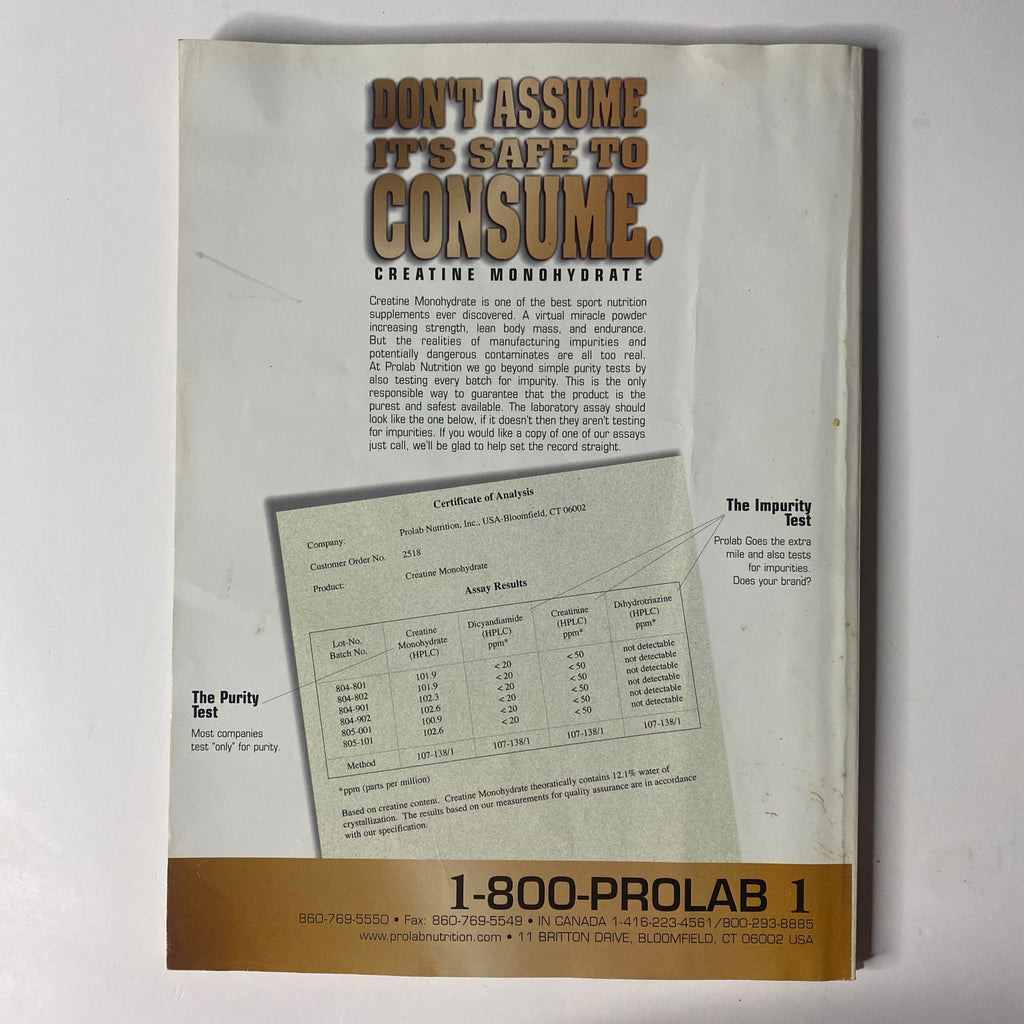 DON'T ASSUME
IT'S SAFE TO
CONSUME.
CREATINE MONOHYDRATE
Creatine Monohydrate is one of the best sport nutrition
supplements ever discovered. A virtual miracle powder
increasing strength, lean body mass, and endurance.
But the realities of manufacturing impurities and
potentially dangerous contaminates are all too real.
At Prolab Nutrition we go beyond simple purity tests by
also testing every batch for impurity. This is the only
responsible way to guarantee that the product is the
purest and safest available. The laboratory assay should
look like the one below, if it doesn't then they aren't testing
for impurities. If you would like a copy of one of our assays
just call, we'll be glad to help set the record straight.
Certificate of Analysis
Company: Prolab Nutrition, Inc., USA-Bloomfield, CT 06002
Customer Order No. 2518
Product: Creatine Monohydrate
Assay Results
Lot-No.
Batch No.
Creatine
Monohydrate
(HPLC)
Dicyandiamide
(HPLC)
ppm*
Creatinine
(HPLC)
ppm*
Dihydrotriazine
(HPLC)
ppm*
804-801 101.9 < 20 < 50 not detectable
804-802 101.9 < 20 < 50 not detectable
804-901 102.3 < 20 < 50 not detectable
804-902 102.6 < 20 < 50 not detectable
805-001 100.9 < 20 < 50 not detectable
805-101 102.6 < 20 < 50 not detectable
Method 107-138/1 107-138/1 107-138/1 107-138/1
*ppm (parts per million)
Based on creatine content. Creatine Monohydrate theoratically contains 12.1% water of
crystallization. The results based on our measurements for quality assurance are in accordance
with our specification.
The Impurity
Test
Prolab Goes the extra
mile and also tests
for impurities.
Does your brand?
The Purity
Test
Most companies
test "only" for purity.
1-800-PROLAB 1
860-769-5550 • Fax: 860-769-5549 • IN CANADA 1-416-223-4561/800-293-8885
www.prolabnutrition.com • 11 BRITTON DRIVE, BLOOMFIELD, CT 06002 USA